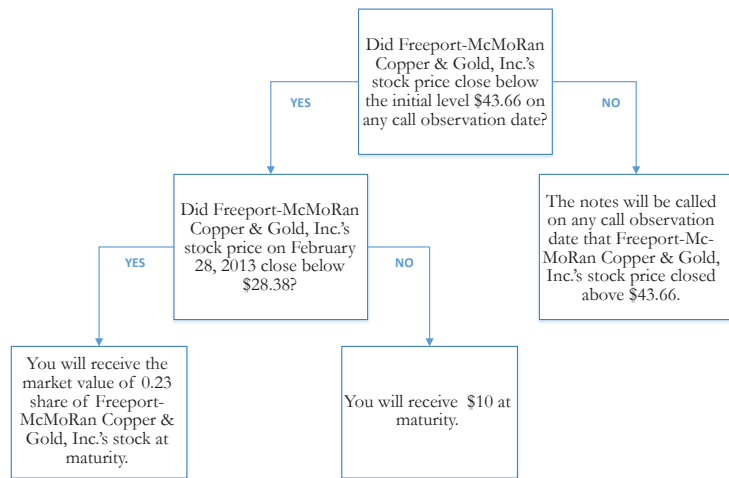 Did Freeport-McMoRan
Copper & Gold, Inc.'s
stock price close below
the initial level $43.66 on
any call observation date?
YES
NO
Did Freeport-McMoRan
Copper & Gold, Inc.'s
stock price on February
28, 2013 close below
$28.38?
The notes will be called
on any call observation
date that Freeport-Mc-
MoRan Copper & Gold,
Inc.'s stock price closed
above $43.66.
YES
NO
You will receive the
market value of 0.23
share of Freeport-
McMoRan Copper &
Gold, Inc.'s stock at
maturity.
You will receive $10 at
maturity.